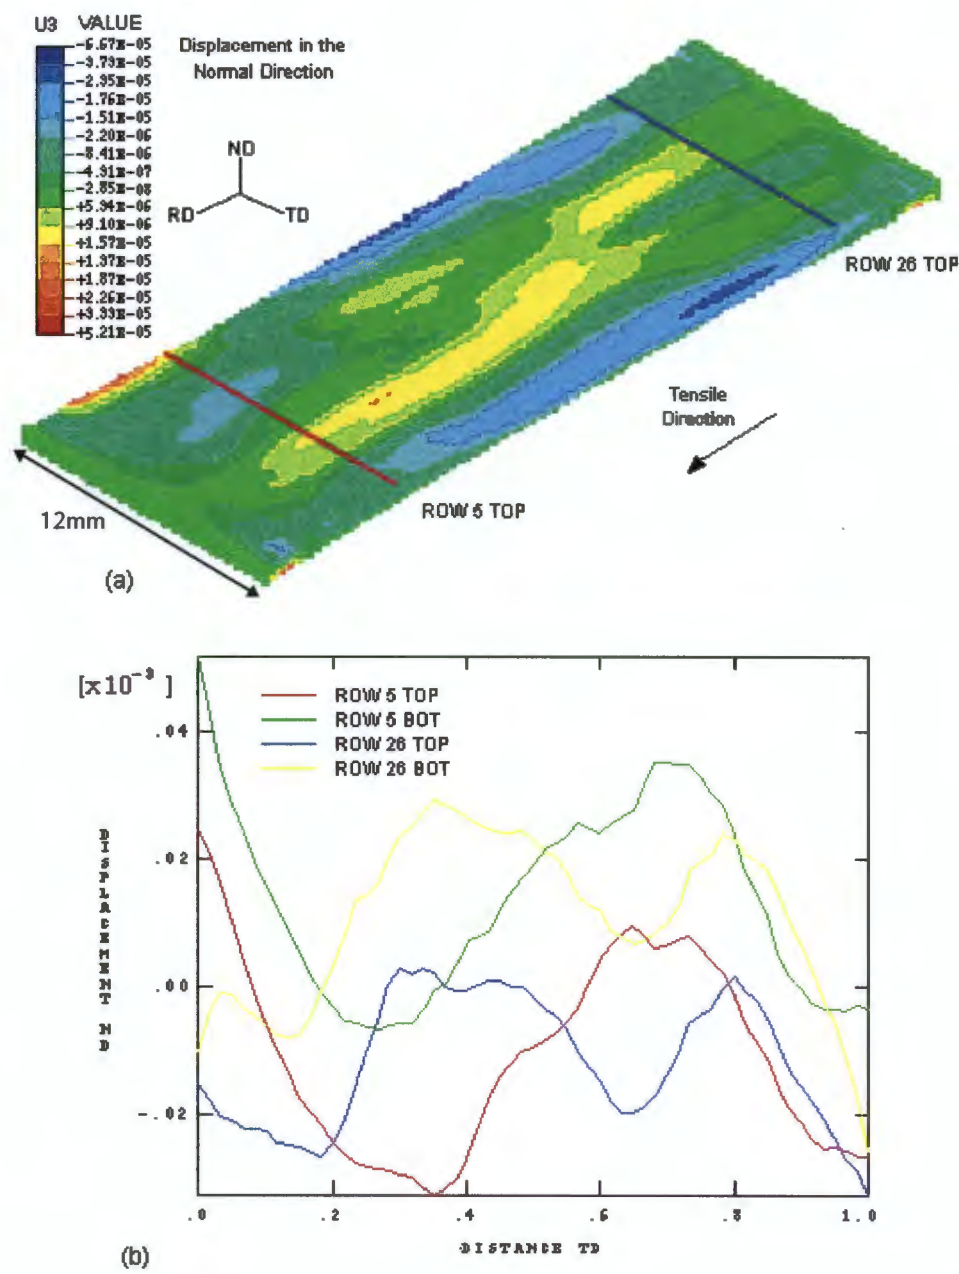 U3 VALUE
-6.67E-05
-3.73E-05
-2.95E-05
-1.76E-05
-1.51E-05
-2.20E-06
-8.41E-06
-4.20E-07
-2.85E-08
+5.94E-06
+9.10E-06
+1.57E-05
+1.37E-05
+1.87E-05
+2.26E-05
+3.33E-05
+5.21E-05
Displacement in the
Normal Direction
ND
RD
TD
ROW 26 TOP
Tensile
Direction
ROW 5 TOP
12mm
(a)
[x10⁻³]
ROW 5 TOP
ROW 5 BOT
ROW 26 TOP
ROW 26 BOT
.04
.02
.00
-.02
DISPLACEMENT ND
.0 .2 .4 .6 .8 1.0
DISTANCE TD
(b)